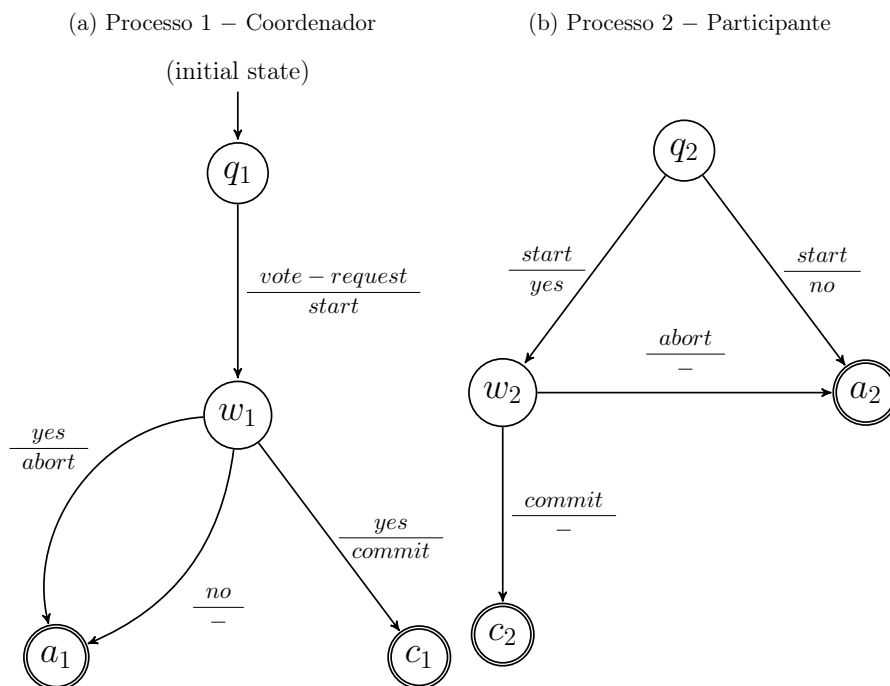 (a) Processo 1 – Coordenador
(initial state)
q1
vote − request
start
w1
yes
abort
no
−
yes
commit
a1
c1
(b) Processo 2 – Participante
q2
start
yes
start
no
w2
abort
−
a2
commit
−
c2